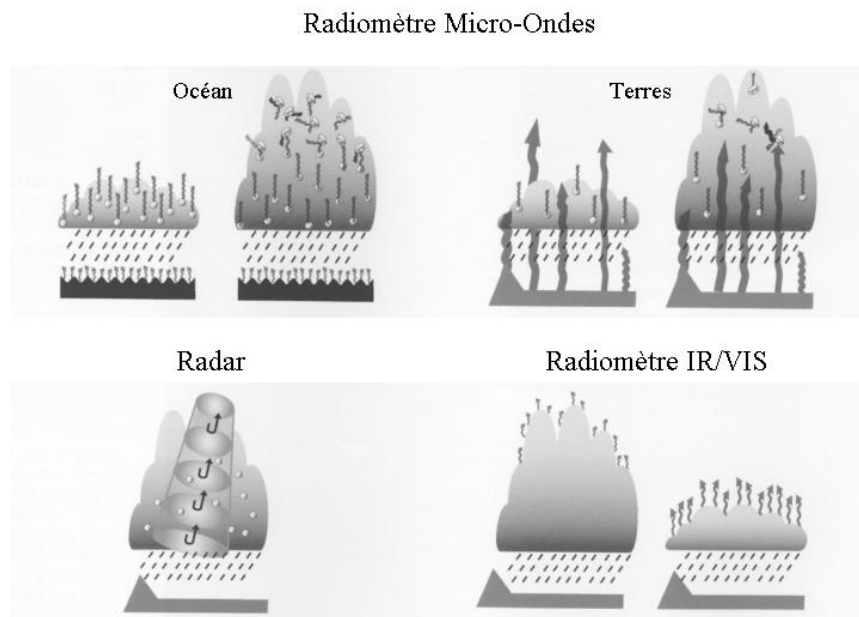 Radiomètre Micro-Ondes
Océan
Terres
Radar
Radiomètre IR/VIS